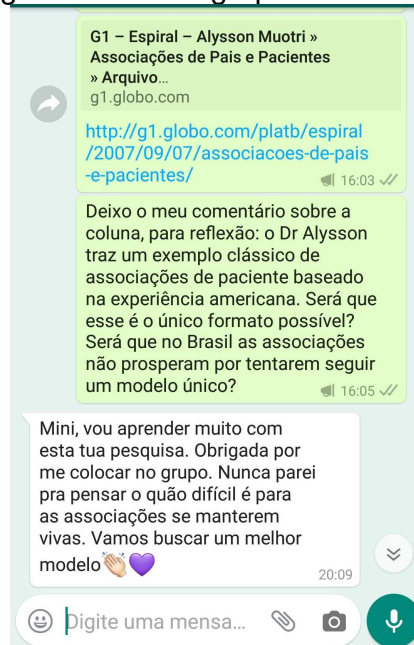 G1 – Espiral – Alysson Muotri »
Associações de Pais e Pacientes
» Arquivo...
g1.globo.com
http://g1.globo.com/platb/espiral
/2007/09/07/associacoes-de-pais
-e-pacientes/
16:03
Deixo o meu comentário sobre a
coluna, para reflexão: o Dr Alysson
traz um exemplo clássico de
associações de paciente baseado
na experiência americana. Será que
esse é o único formato possível?
Será que no Brasil as associações
não prosperam por tentarem seguir
um modelo único?
16:05
Mini, vou aprender muito com
esta tua pesquisa. Obrigada por
me colocar no grupo. Nunca parei
pra pensar o quão difícil é para
as associações se manterem
vivas. Vamos buscar um melhor
modelo👏🏻💜
20:09
Digite uma mensa...